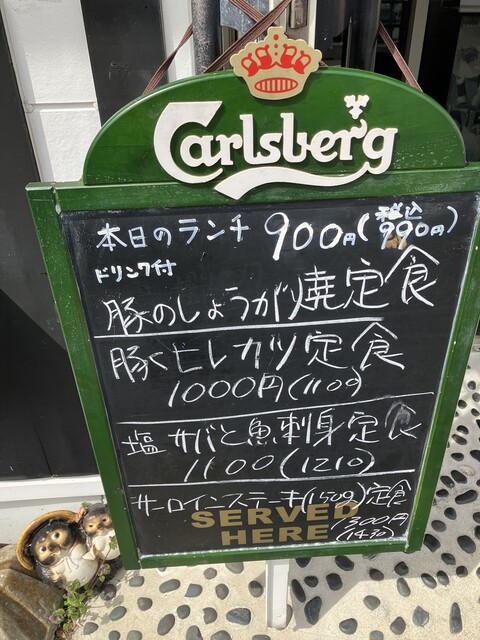 Carlsberg
本日のランチ 900円(税込990円)
ドリンク付
豚のしょうが焼定食
豚ヒレカツ定食
1000円(1100)
塩サバと魚刺身定食
1100(1210)
サーロインステーキ(150g)定食
1300円
(1430)
SERVED
HERE